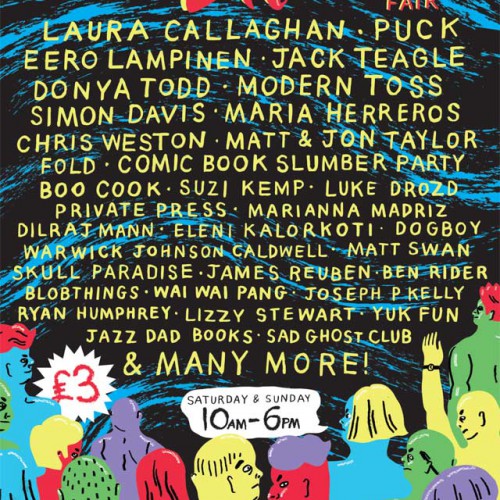 FAIR
LAURA CALLAGHAN · PUCK
EERO LAMPINEN · JACK TEAGLE
DONYA TODD · MODERN TOSS
SIMON DAVIS · MARIA HERREROS
CHRIS WESTON · MATT & JON TAYLOR
FOLD · COMIC BOOK SLUMBER PARTY
BOO COOK · SUZI KEMP · LUKE DROZD
PRIVATE PRESS · MARIANNA MADRIZ
DILRAJ MANN · ELENI KALORKOTI · DOGBOY
WARWICK JOHNSON CALDWELL · MATT SWAN
SKULL PARADISE · JAMES REUBEN · BEN RIDER
BLOBTHINGS · WAI WAI PANG · JOSEPH P KELLY
RYAN HUMPHREY · LIZZY STEWART · YUK FUN
JAZZ DAD BOOKS · SAD GHOST CLUB
& MANY MORE!
£3
SATURDAY & SUNDAY
10AM-6PM